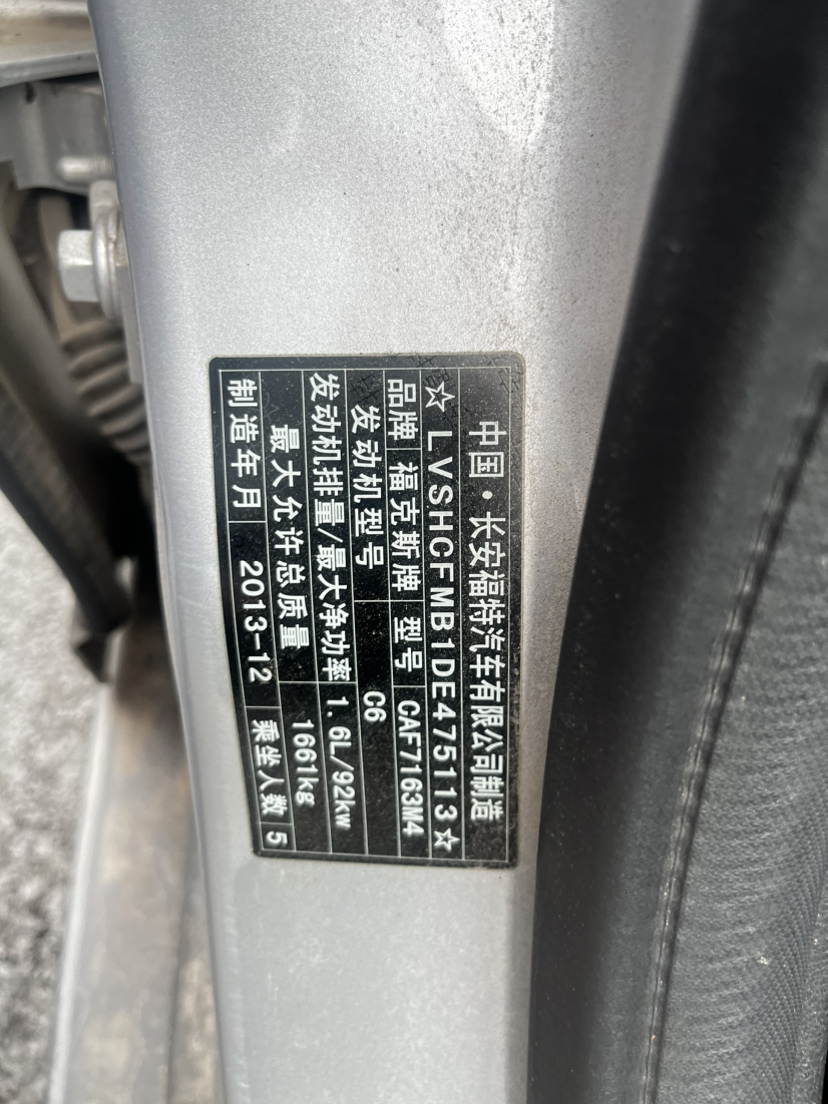 中国·长安福特汽车有限公司制造
☆LVSHCFMB1DE475113☆
品牌 福克斯牌 型号 CAF7163M4
发动机型号 C6
发动机排量/最大净功率 1.6L/92kw
最大允许总质量 1661kg
制造年月 2013-12 乘坐人数 5